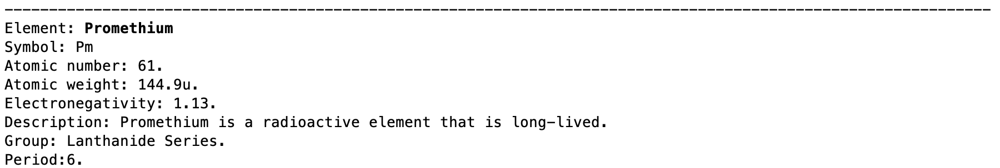 ---------------------------------------------------------------------------------------------------------------
Element: Promethium
Symbol: Pm
Atomic number: 61.
Atomic weight: 144.9u.
Electronegativity: 1.13.
Description: Promethium is a radioactive element that is long-lived.
Group: Lanthanide Series.
Period:6.